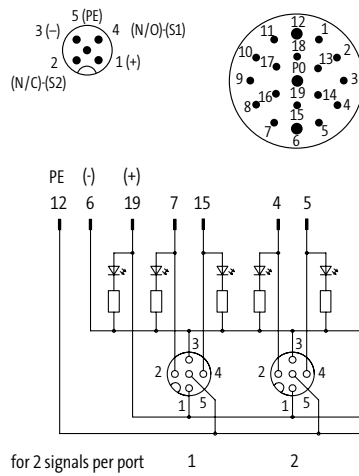 5 (PE)
3 (–) 4 (N/O)-(S1)
2 1 (+)
(N/C)-(S2)
12
11 1
18
10 2
17 P0 13
9 3
16 19 14
8 4
15
7 5
6
PE (-) (+)
12 6 19 7 15 4 5
3 3
2 4 2 4
1 5 1 5
for 2 signals per port 1 2